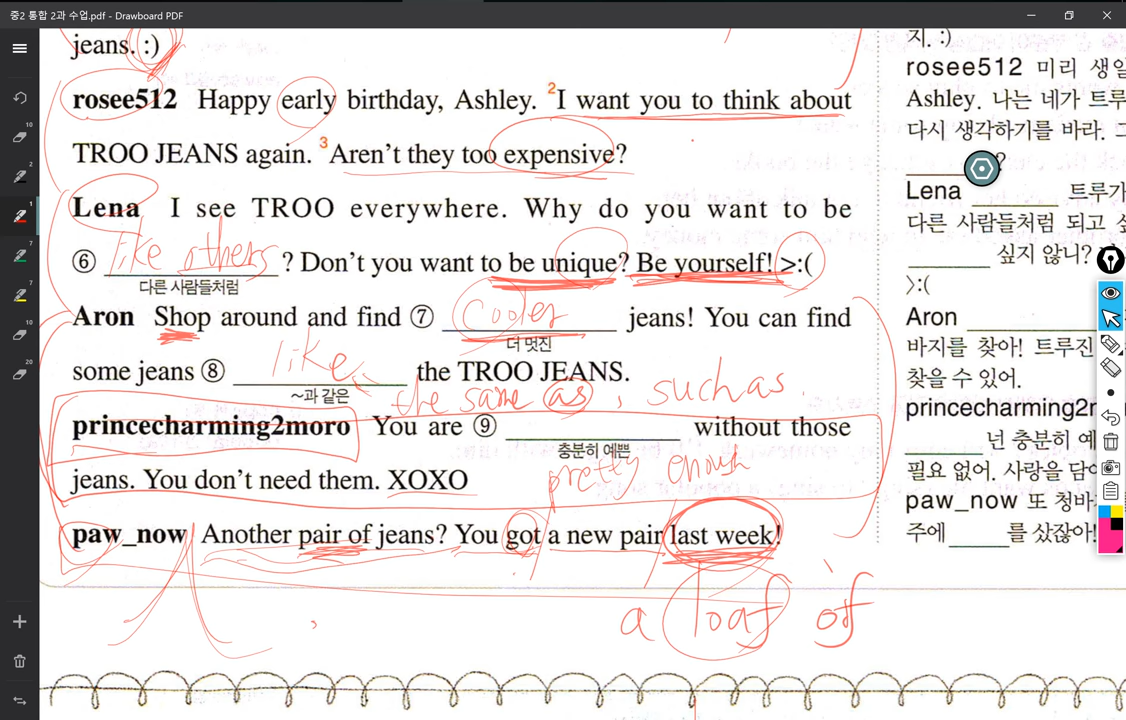 중2 통합 2과 수업.pdf - Drawboard PDF
jeans. :)
rosee512 Happy early birthday, Ashley. 2I want you to think about
TROO JEANS again. 3Aren't they too expensive?
Lena I see TROO everywhere. Why do you want to be
⑥ like others ? Don't you want to be unique? Be yourself! >:(
다른 사람들처럼
Aron Shop around and find ⑦ cooler jeans! You can find
더 멋진
some jeans ⑧ like the TROO JEANS.
~과 같은
the same as, such as
princecharming2moro You are ⑨ without those
충분히 예쁜
pretty enough
jeans. You don't need them. XOXO
paw_now Another pair of jeans? You got a new pair last week!
a loaf of
지. :)
rosee512 미리 생일
Ashley. 나는 네가 트루
다시 생각하기를 바라. 그
?
Lena 트루가
다른 사람들처럼 되고 싶
싶지 않니?
>:(
Aron
바지를 찾아! 트루진
찾을 수 있어.
princecharming2m
넌 충분히 예
필요 없어. 사랑을 담아
paw_now 또 청바
주에 를 샀잖아!